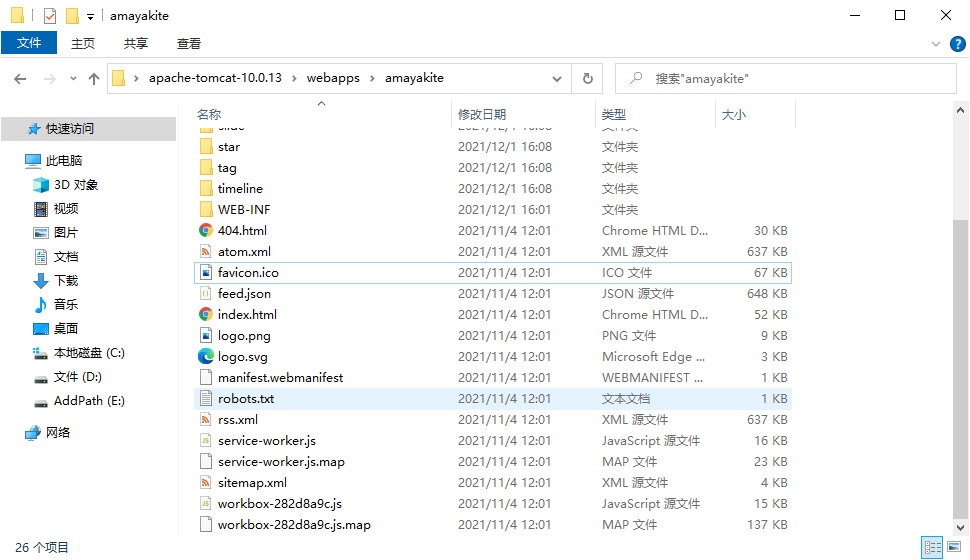 amayakite
文件 主页 共享 查看
apache-tomcat-10.0.13 webapps amayakite 搜索"amayakite"
名称 修改日期 类型 大小
快速访问
此电脑
3D 对象
视频
图片
文档
下载
音乐
桌面
本地磁盘 (C:)
文件 (D:)
AddPath (E:)
网络
slide 2021/12/1 16:08 文件夹
star 2021/12/1 16:08 文件夹
tag 2021/12/1 16:08 文件夹
timeline 2021/12/1 16:08 文件夹
WEB-INF 2021/12/1 16:01 文件夹
404.html 2021/11/4 12:01 Chrome HTML D... 30 KB
atom.xml 2021/11/4 12:01 XML 源文件 637 KB
favicon.ico 2021/11/4 12:01 ICO 文件 67 KB
feed.json 2021/11/4 12:01 JSON 源文件 648 KB
index.html 2021/11/4 12:01 Chrome HTML D... 52 KB
logo.png 2021/11/4 12:01 PNG 文件 9 KB
logo.svg 2021/11/4 12:01 Microsoft Edge ... 3 KB
manifest.webmanifest 2021/11/4 12:01 WEBMANIFEST ... 1 KB
robots.txt 2021/11/4 12:01 文本文档 1 KB
rss.xml 2021/11/4 12:01 XML 源文件 637 KB
service-worker.js 2021/11/4 12:01 JavaScript 源文件 16 KB
service-worker.js.map 2021/11/4 12:01 MAP 文件 23 KB
sitemap.xml 2021/11/4 12:01 XML 源文件 4 KB
workbox-282d8a9c.js 2021/11/4 12:01 JavaScript 源文件 15 KB
workbox-282d8a9c.js.map 2021/11/4 12:01 MAP 文件 137 KB
26 个项目